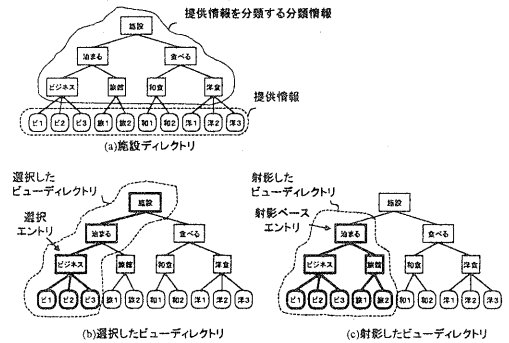 提供情報を分類する分類情報
施設
泊まる
食べる
ビジネス
旅館
和食
洋食
提供情報
ビ1
ビ2
ビ3
旅1
旅2
和1
和2
洋1
洋2
洋3
(a)施設ディレクトリ
選択した
ビューディレクトリ
選択
エントリ
施設
泊まる
食べる
ビジネス
旅館
和食
洋食
ビ1
ビ2
ビ3
旅1
旅2
和1
和2
洋1
洋2
洋3
(b)選択したビューディレクトリ
射影した
ビューディレクトリ
射影ベース
エントリ
施設
泊まる
食べる
ビジネス
旅館
和食
洋食
ビ1
ビ2
ビ3
旅1
旅2
和1
和2
洋1
洋2
洋3
(c)射影したビューディレクトリ